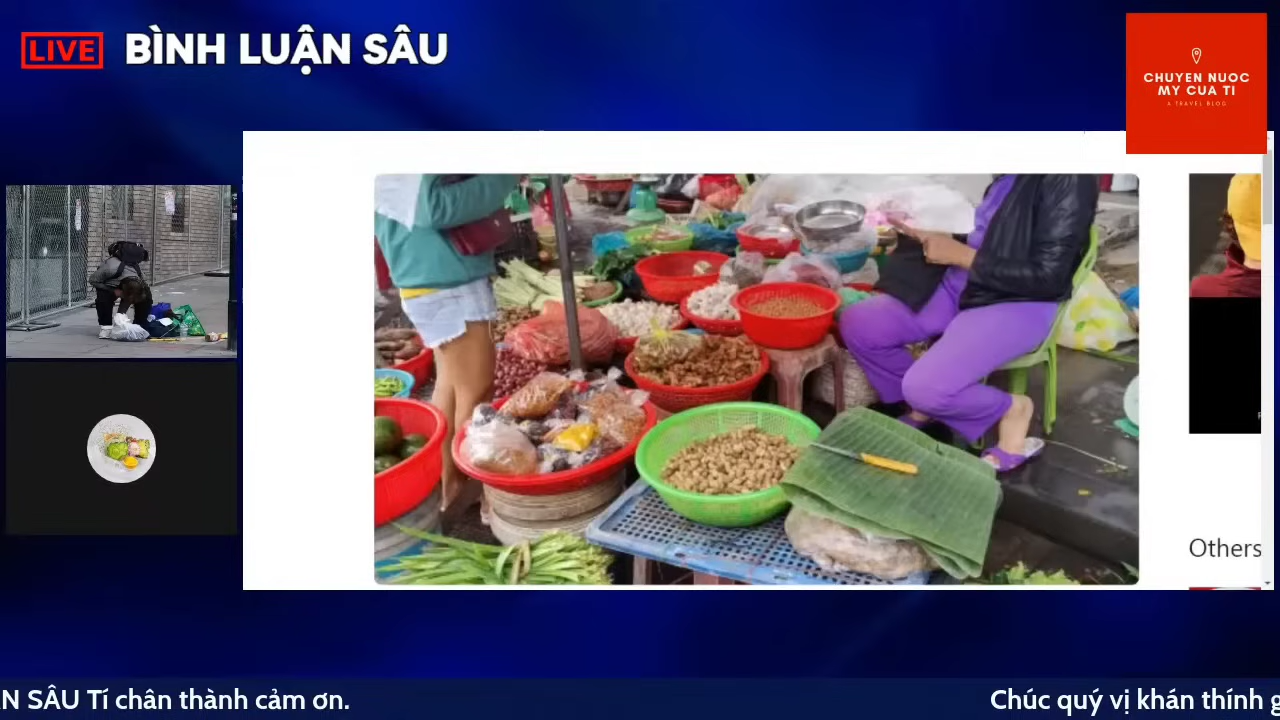 LIVE BÌNH LUẬN SÂU
CHUYEN NUOC
MY CUA TI
A TRAVEL BLOG
Others
N SÂU Tí chân thành cảm ơn.
Chúc quý vị khán thính